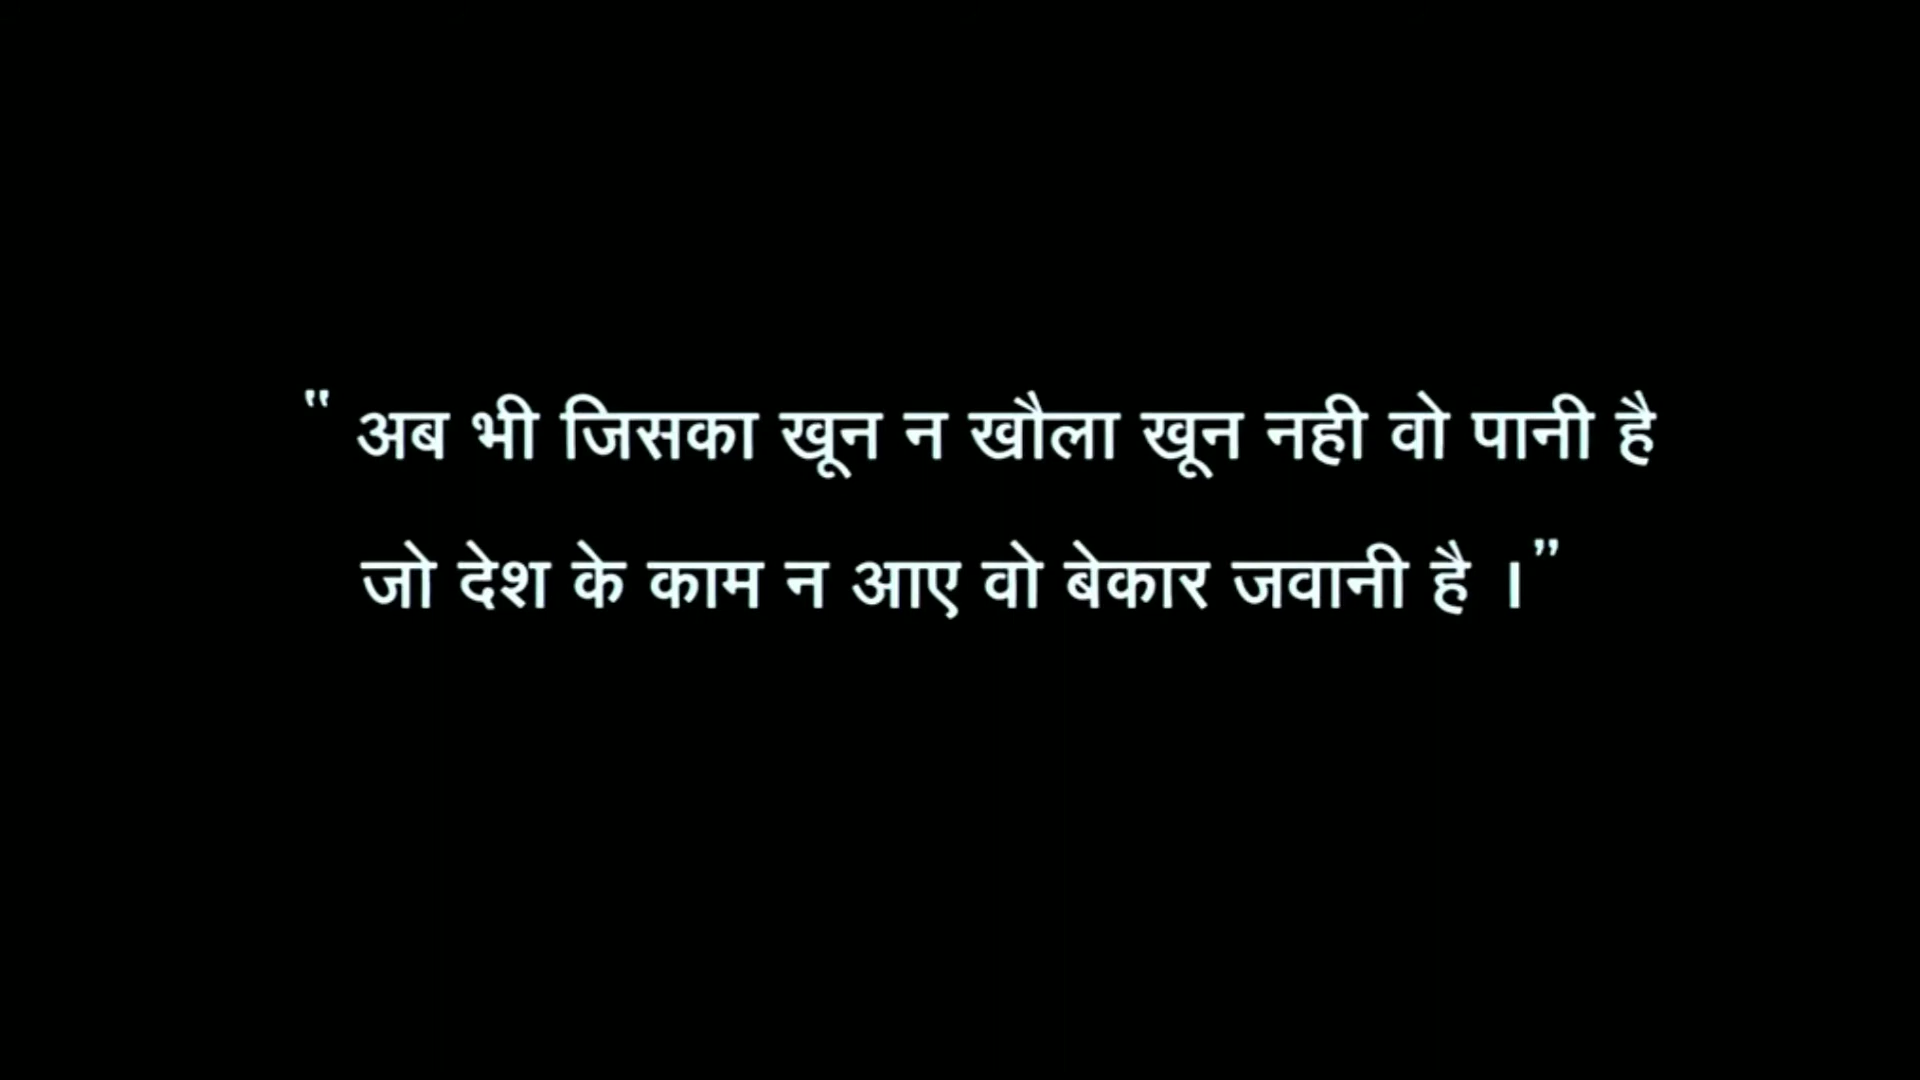 “ अब भी जिसका खून न खौला खून नही वो पानी है
जो देश के काम न आए वो बेकार जवानी है ।”